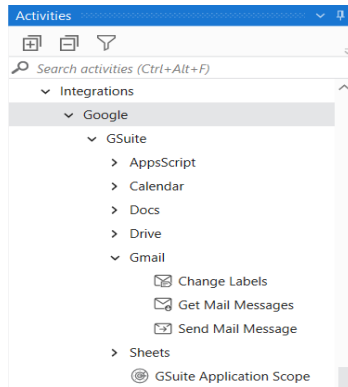 Activities
Search activities (Ctrl+Alt+F)
Integrations
Google
GSuite
AppsScript
Calendar
Docs
Drive
Gmail
Change Labels
Get Mail Messages
Send Mail Message
Sheets
GSuite Application Scope